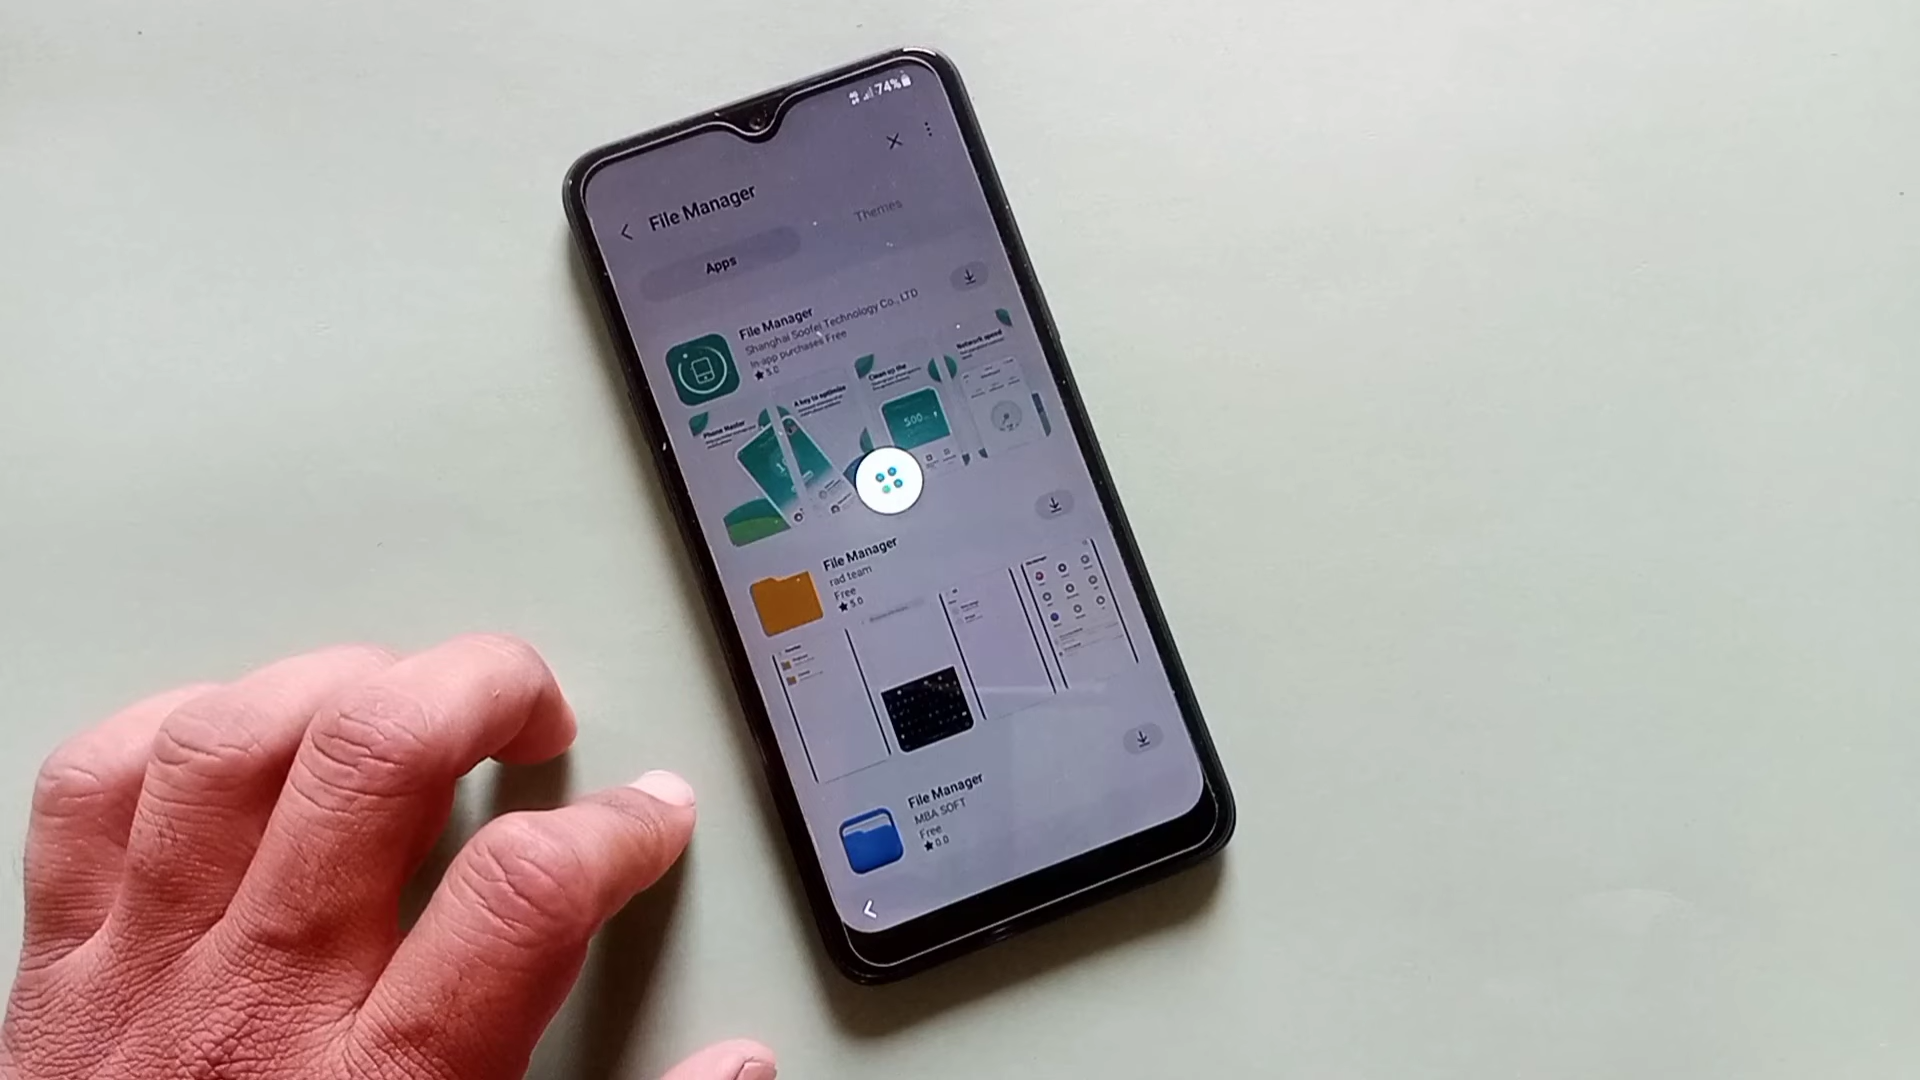 74%
File Manager
Apps
Themes
File Manager
Shanghai Soofei Technology Co., LTD
In-app purchases Free
★ 5.0
Phone Master
A key to optimize
Clean up the
500
Network speed
File Manager
rad team
Free
★ 5.0
File Manager
MBA SOFT
Free
★ 0.0